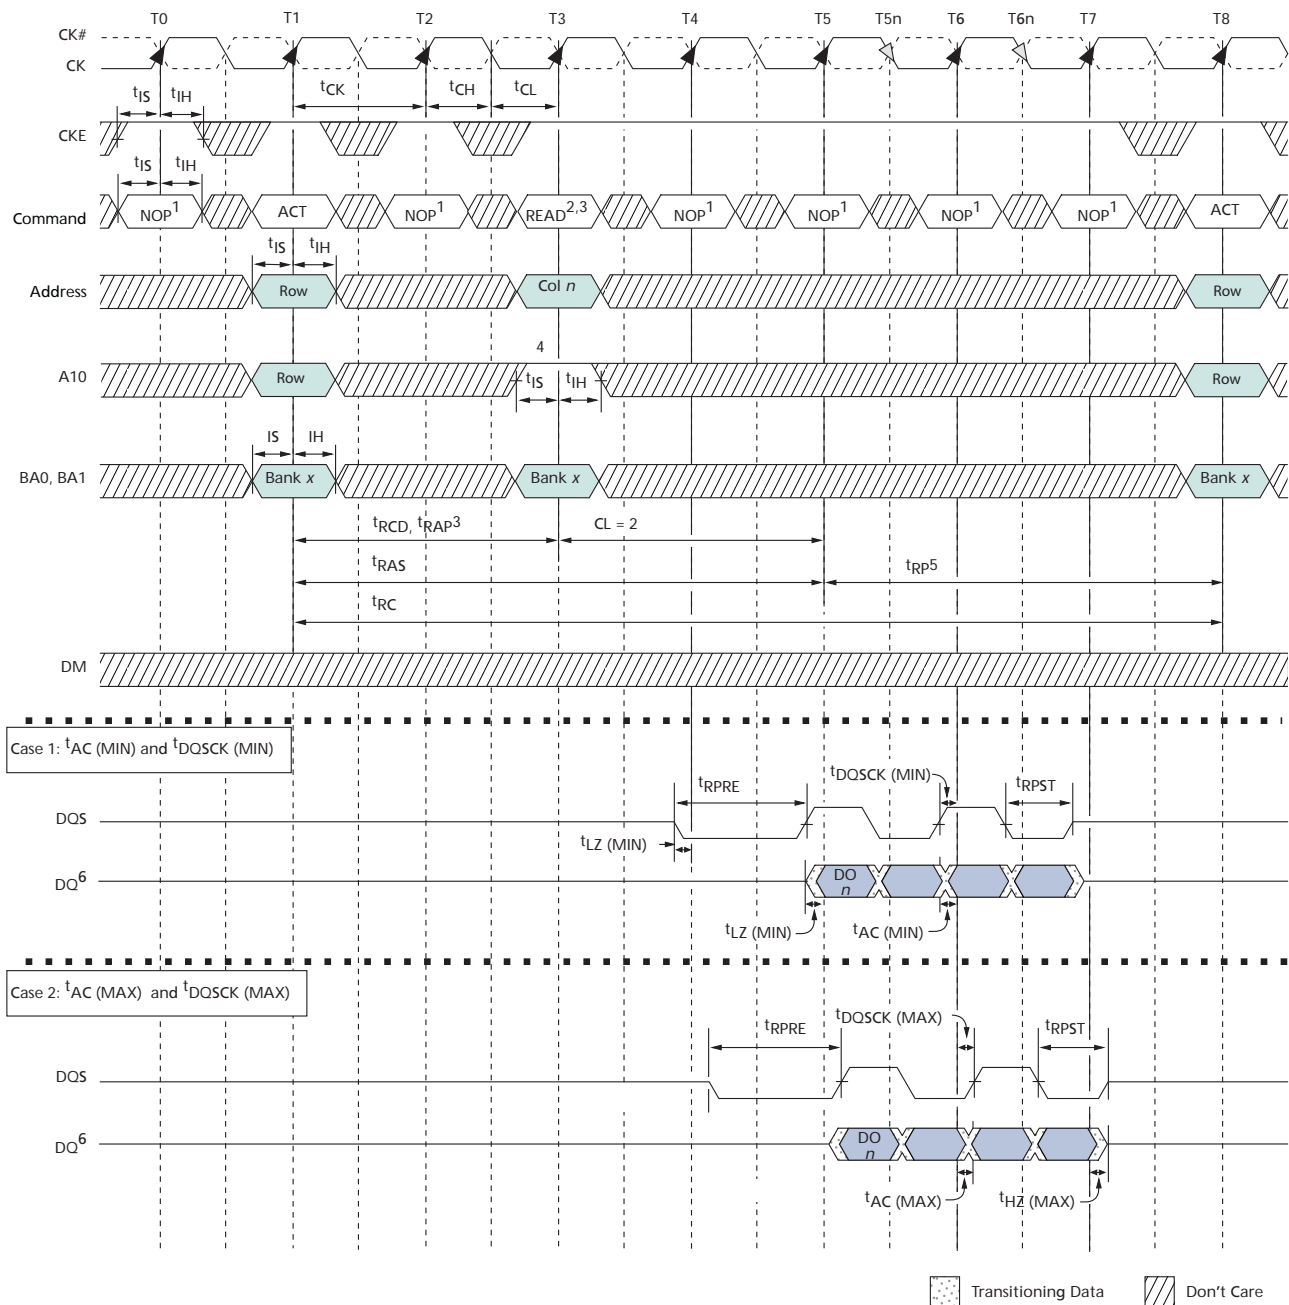 T0 T1 T2 T3 T4 T5 T5n T6 T6n T7 T8
CK#
CK
tIS tIH tCK tCH tCL
CKE
tIS tIH
Command NOP1 ACT NOP1 READ2,3 NOP1 NOP1 NOP1 NOP1 ACT
tIS tIH
Address Row Col n Row
4
A10 Row tIS tIH Row
IS IH
BA0, BA1 Bank x Bank x Bank x
tRCD, tRAP3 CL = 2
tRAS tRP5
tRC
DM
Case 1: tAC (MIN) and tDQSCK (MIN)
tRPRE tDQSCK (MIN) tRPST
DQS
tLZ (MIN)
DQ6 DO n
tLZ (MIN) tAC (MIN)
Case 2: tAC (MAX) and tDQSCK (MAX)
tRPRE tDQSCK (MAX) tRPST
DQS
DQ6 DO n
tAC (MAX) tHZ (MAX)
Transitioning Data Don't Care